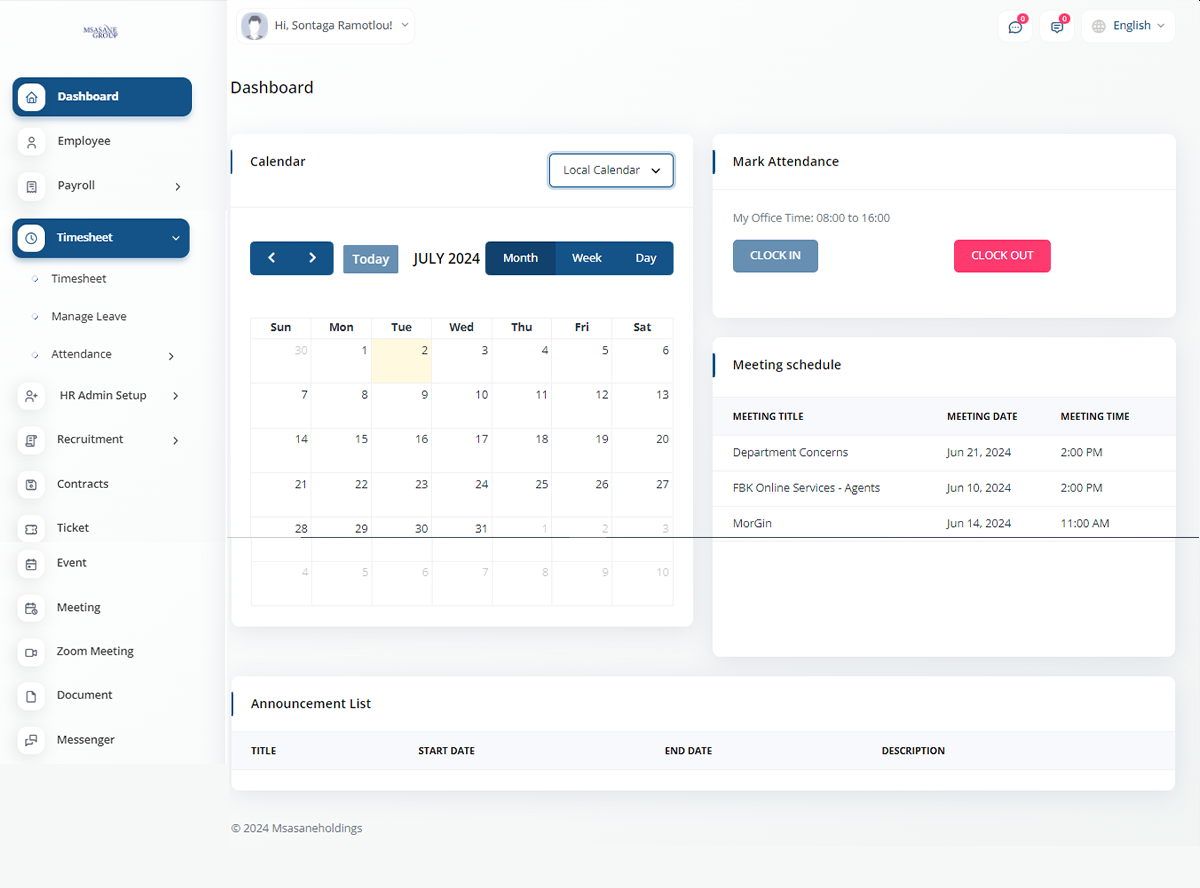 MSASANE
GROUP
Hi, Sontaga Ramotlou!
0
0
English
Dashboard
Employee
Payroll
Timesheet
Timesheet
Manage Leave
Attendance
HR Admin Setup
Recruitment
Contracts
Ticket
Event
Meeting
Zoom Meeting
Document
Messenger
Dashboard
Calendar
Local Calendar
Today
JULY 2024
Month Week Day
Sun Mon Tue Wed Thu Fri Sat
30 1 2 3 4 5 6
7 8 9 10 11 12 13
14 15 16 17 18 19 20
21 22 23 24 25 26 27
28 29 30 31 1 2 3
4 5 6 7 8 9 10
Mark Attendance
My Office Time: 08:00 to 16:00
CLOCK IN CLOCK OUT
Meeting schedule
MEETING TITLE MEETING DATE MEETING TIME
Department Concerns Jun 21, 2024 2:00 PM
FBK Online Services - Agents Jun 10, 2024 2:00 PM
MorGin Jun 14, 2024 11:00 AM
Announcement List
TITLE START DATE END DATE DESCRIPTION
© 2024 Msasaneholdings